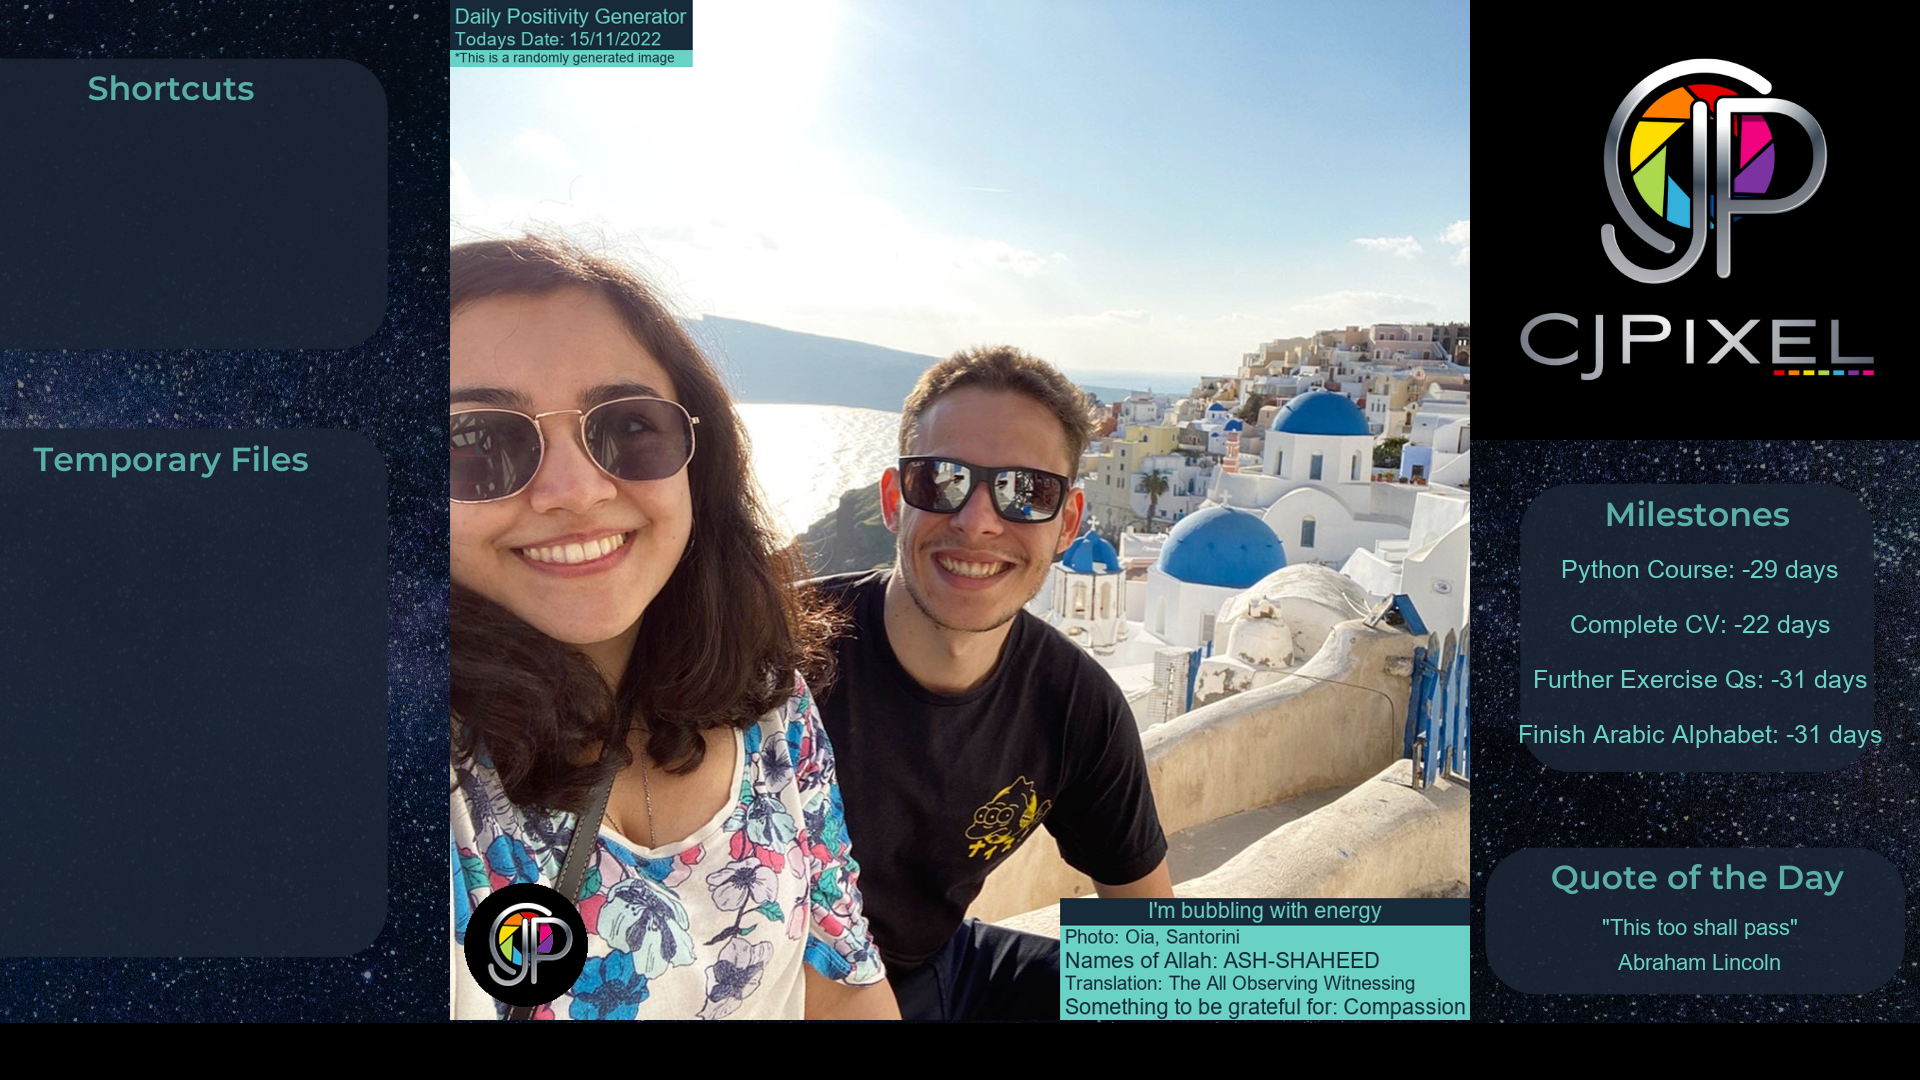 Daily Positivity Generator
Todays Date: 15/11/2022
*This is a randomly generated image
Shortcuts
Temporary Files
CJP
CJPIXEL
Milestones
Python Course: -29 days
Complete CV: -22 days
Further Exercise Qs: -31 days
Finish Arabic Alphabet: -31 days
Quote of the Day
"This too shall pass"
Abraham Lincoln
CJP
I'm bubbling with energy
Photo: Oia, Santorini
Names of Allah: ASH-SHAHEED
Translation: The All Observing Witnessing
Something to be grateful for: Compassion